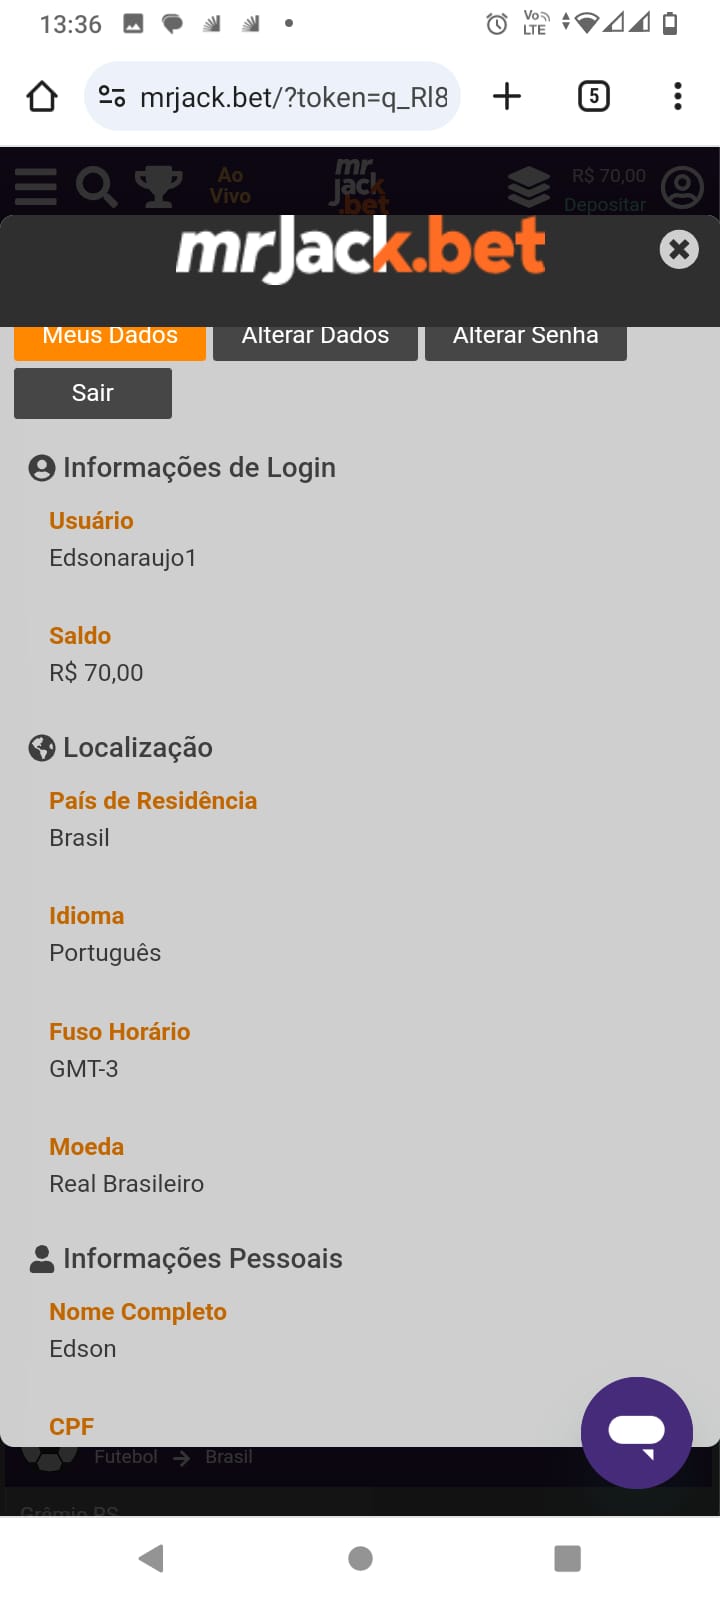 13:36
Vo LTE
mrjack.bet/?token=q_Rl8
5
Ao Vivo
mr jack .bet
R$ 70,00
Depositar
mrJack.bet
Meus Dados
Alterar Dados
Alterar Senha
Sair
Informações de Login
Usuário
Edsonaraujo1
Saldo
R$ 70,00
Localização
País de Residência
Brasil
Idioma
Português
Fuso Horário
GMT-3
Moeda
Real Brasileiro
Informações Pessoais
Nome Completo
Edson
CPF
Futebol
Brasil
Grêmio RS